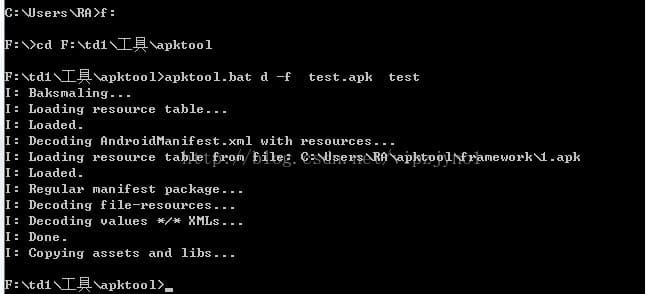 C:\Users\RA>f:
F:\>cd F:\td1\工具\apktool
F:\td1\工具\apktool>apktool.bat d -f  test.apk  test
I: Baksmaling...
I: Loading resource table...
I: Loaded.
I: Decoding AndroidManifest.xml with resources...
I: Loading resource table from file: C:\Users\RA\apktool\framework\1.apk
I: Loaded.
I: Regular manifest package...
I: Decoding file-resources...
I: Decoding values */* XMLs...
I: Done.
I: Copying assets and libs...
F:\td1\工具\apktool>_